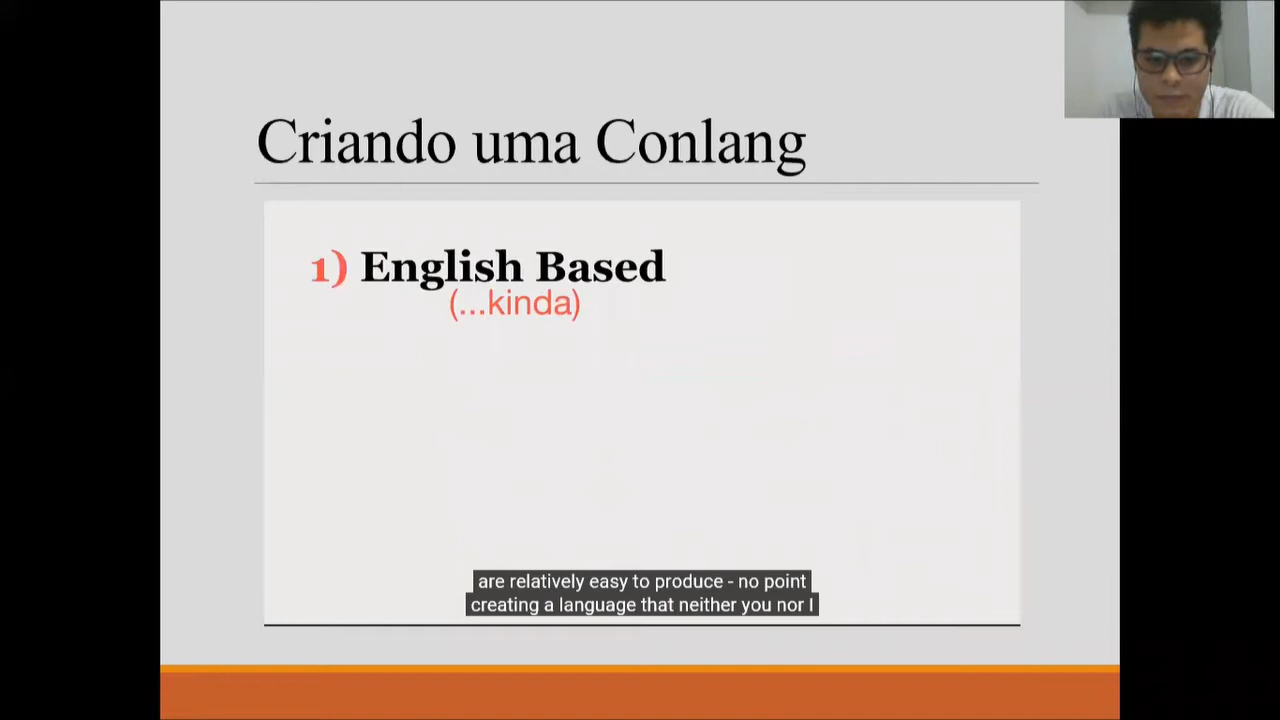 Criando uma Conlang
1) English Based
(...kinda)
are relatively easy to produce - no point
creating a language that neither you nor I